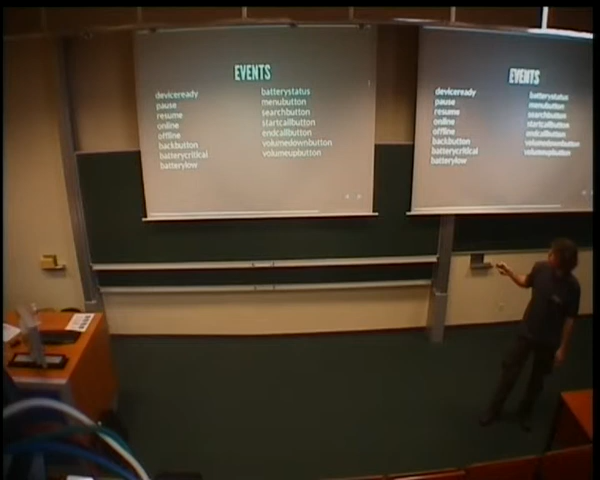 EVENTS
deviceready
pause
resume
online
offline
backbutton
batterycritical
batterylow
batterystatus
menubutton
searchbutton
startcallbutton
endcallbutton
volumedownbutton
volumeupbutton
EVENTS
deviceready
pause
resume
online
offline
backbutton
batterycritical
batterylow
batterystatus
menubutton
searchbutton
startcallbutton
endcallbutton
volumedownbutton
volumeupbutton